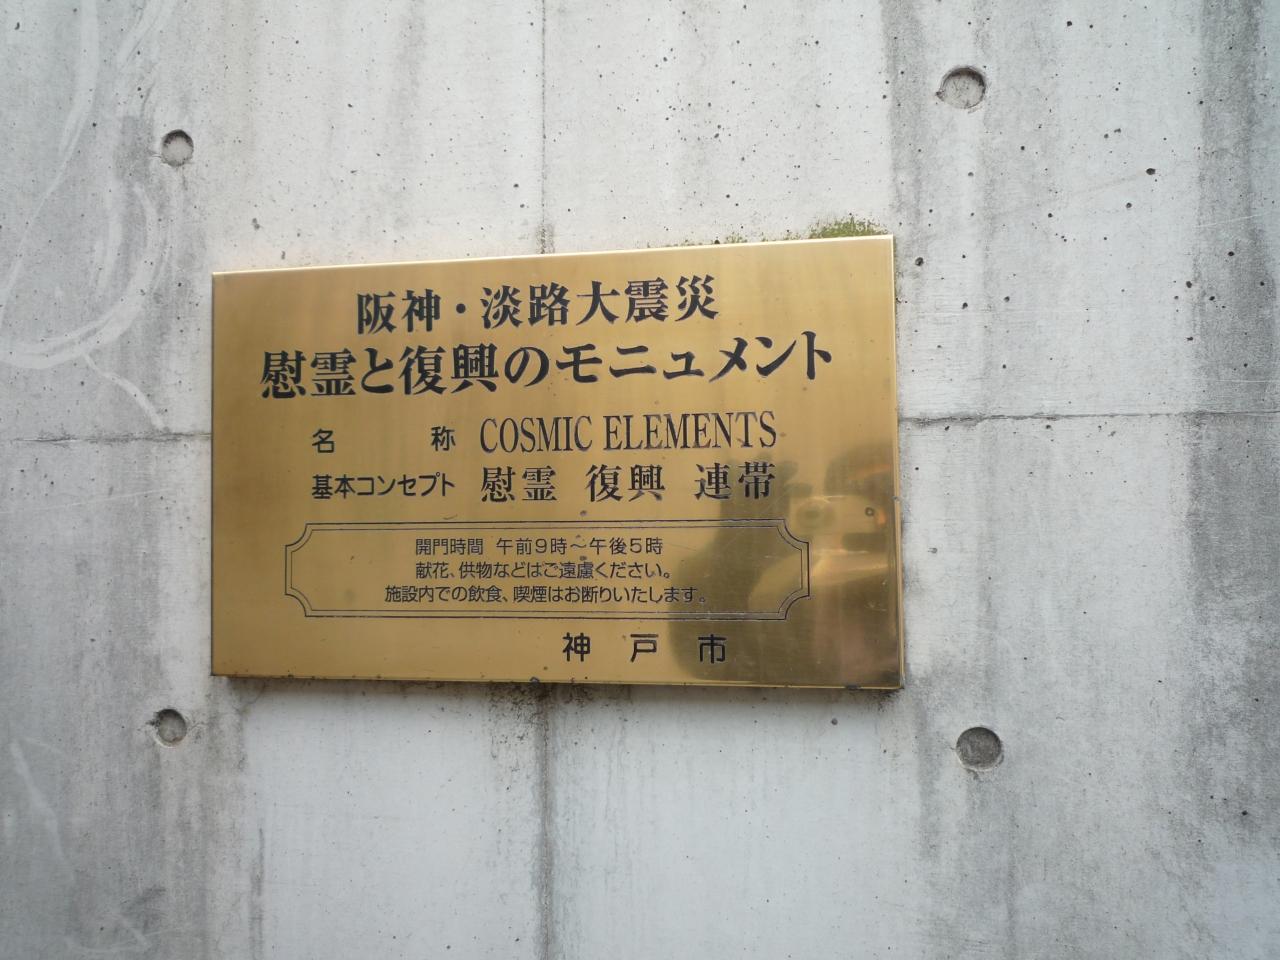 阪神・淡路大震災
慰霊と復興のモニュメント
名称 COSMIC ELEMENTS
基本コンセプト 慰霊 復興 連帯
開門時間 午前9時～午後5時
献花、供物などはご遠慮ください。
施設内での飲食、喫煙はお断りいたします。
神戸市